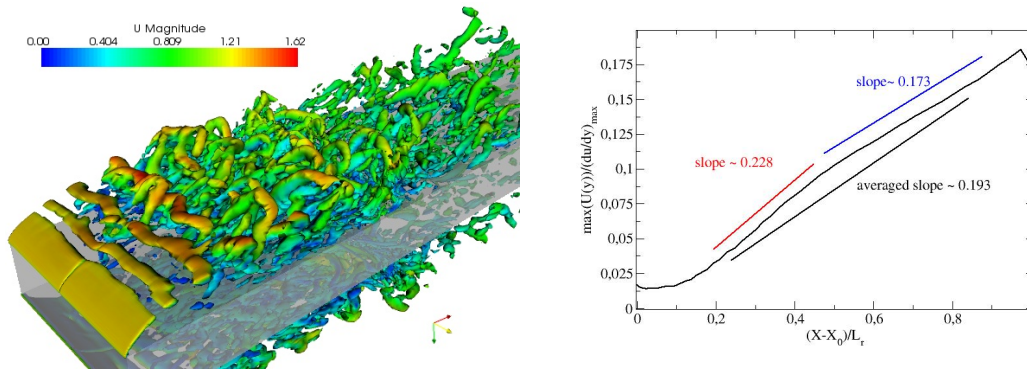 U Magnitude
0.00 0.404 0.809 1.21 1.62
max(U(y))/(du/dy)max
0,175
0,15
0,125
0,1
0,075
0,05
0,025
0
slope~ 0.173
slope ~ 0.228
averaged slope ~ 0.193
0 0,2 0,4 0,6 0,8
(X-X0)/Lr